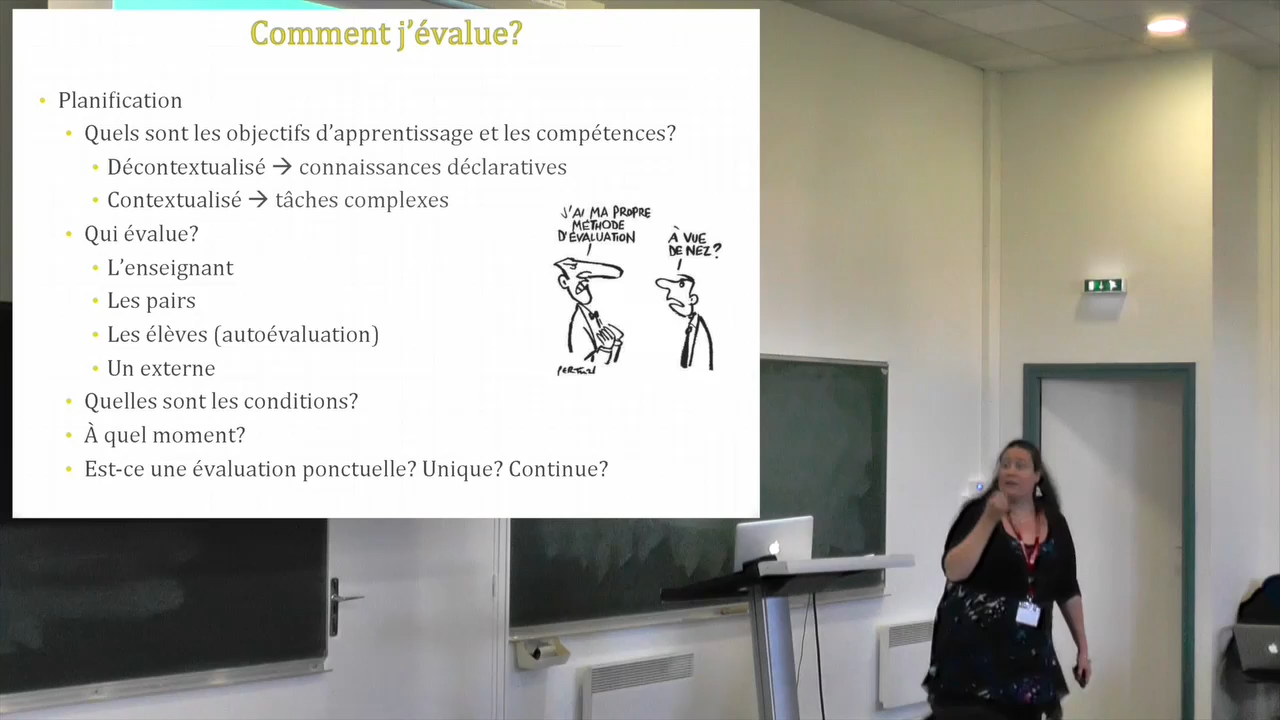 Comment j'évalue?
• Planification
• Quels sont les objectifs d'apprentissage et les compétences?
• Décontextualisé → connaissances déclaratives
• Contextualisé → tâches complexes
• Qui évalue?
• L'enseignant
• Les pairs
• Les élèves (autoévaluation)
• Un externe
• Quelles sont les conditions?
• À quel moment?
• Est-ce une évaluation ponctuelle? Unique? Continue?
J'AI MA PROPRE
MÉTHODE
D'ÉVALUATION
À VUE
DE NEZ?